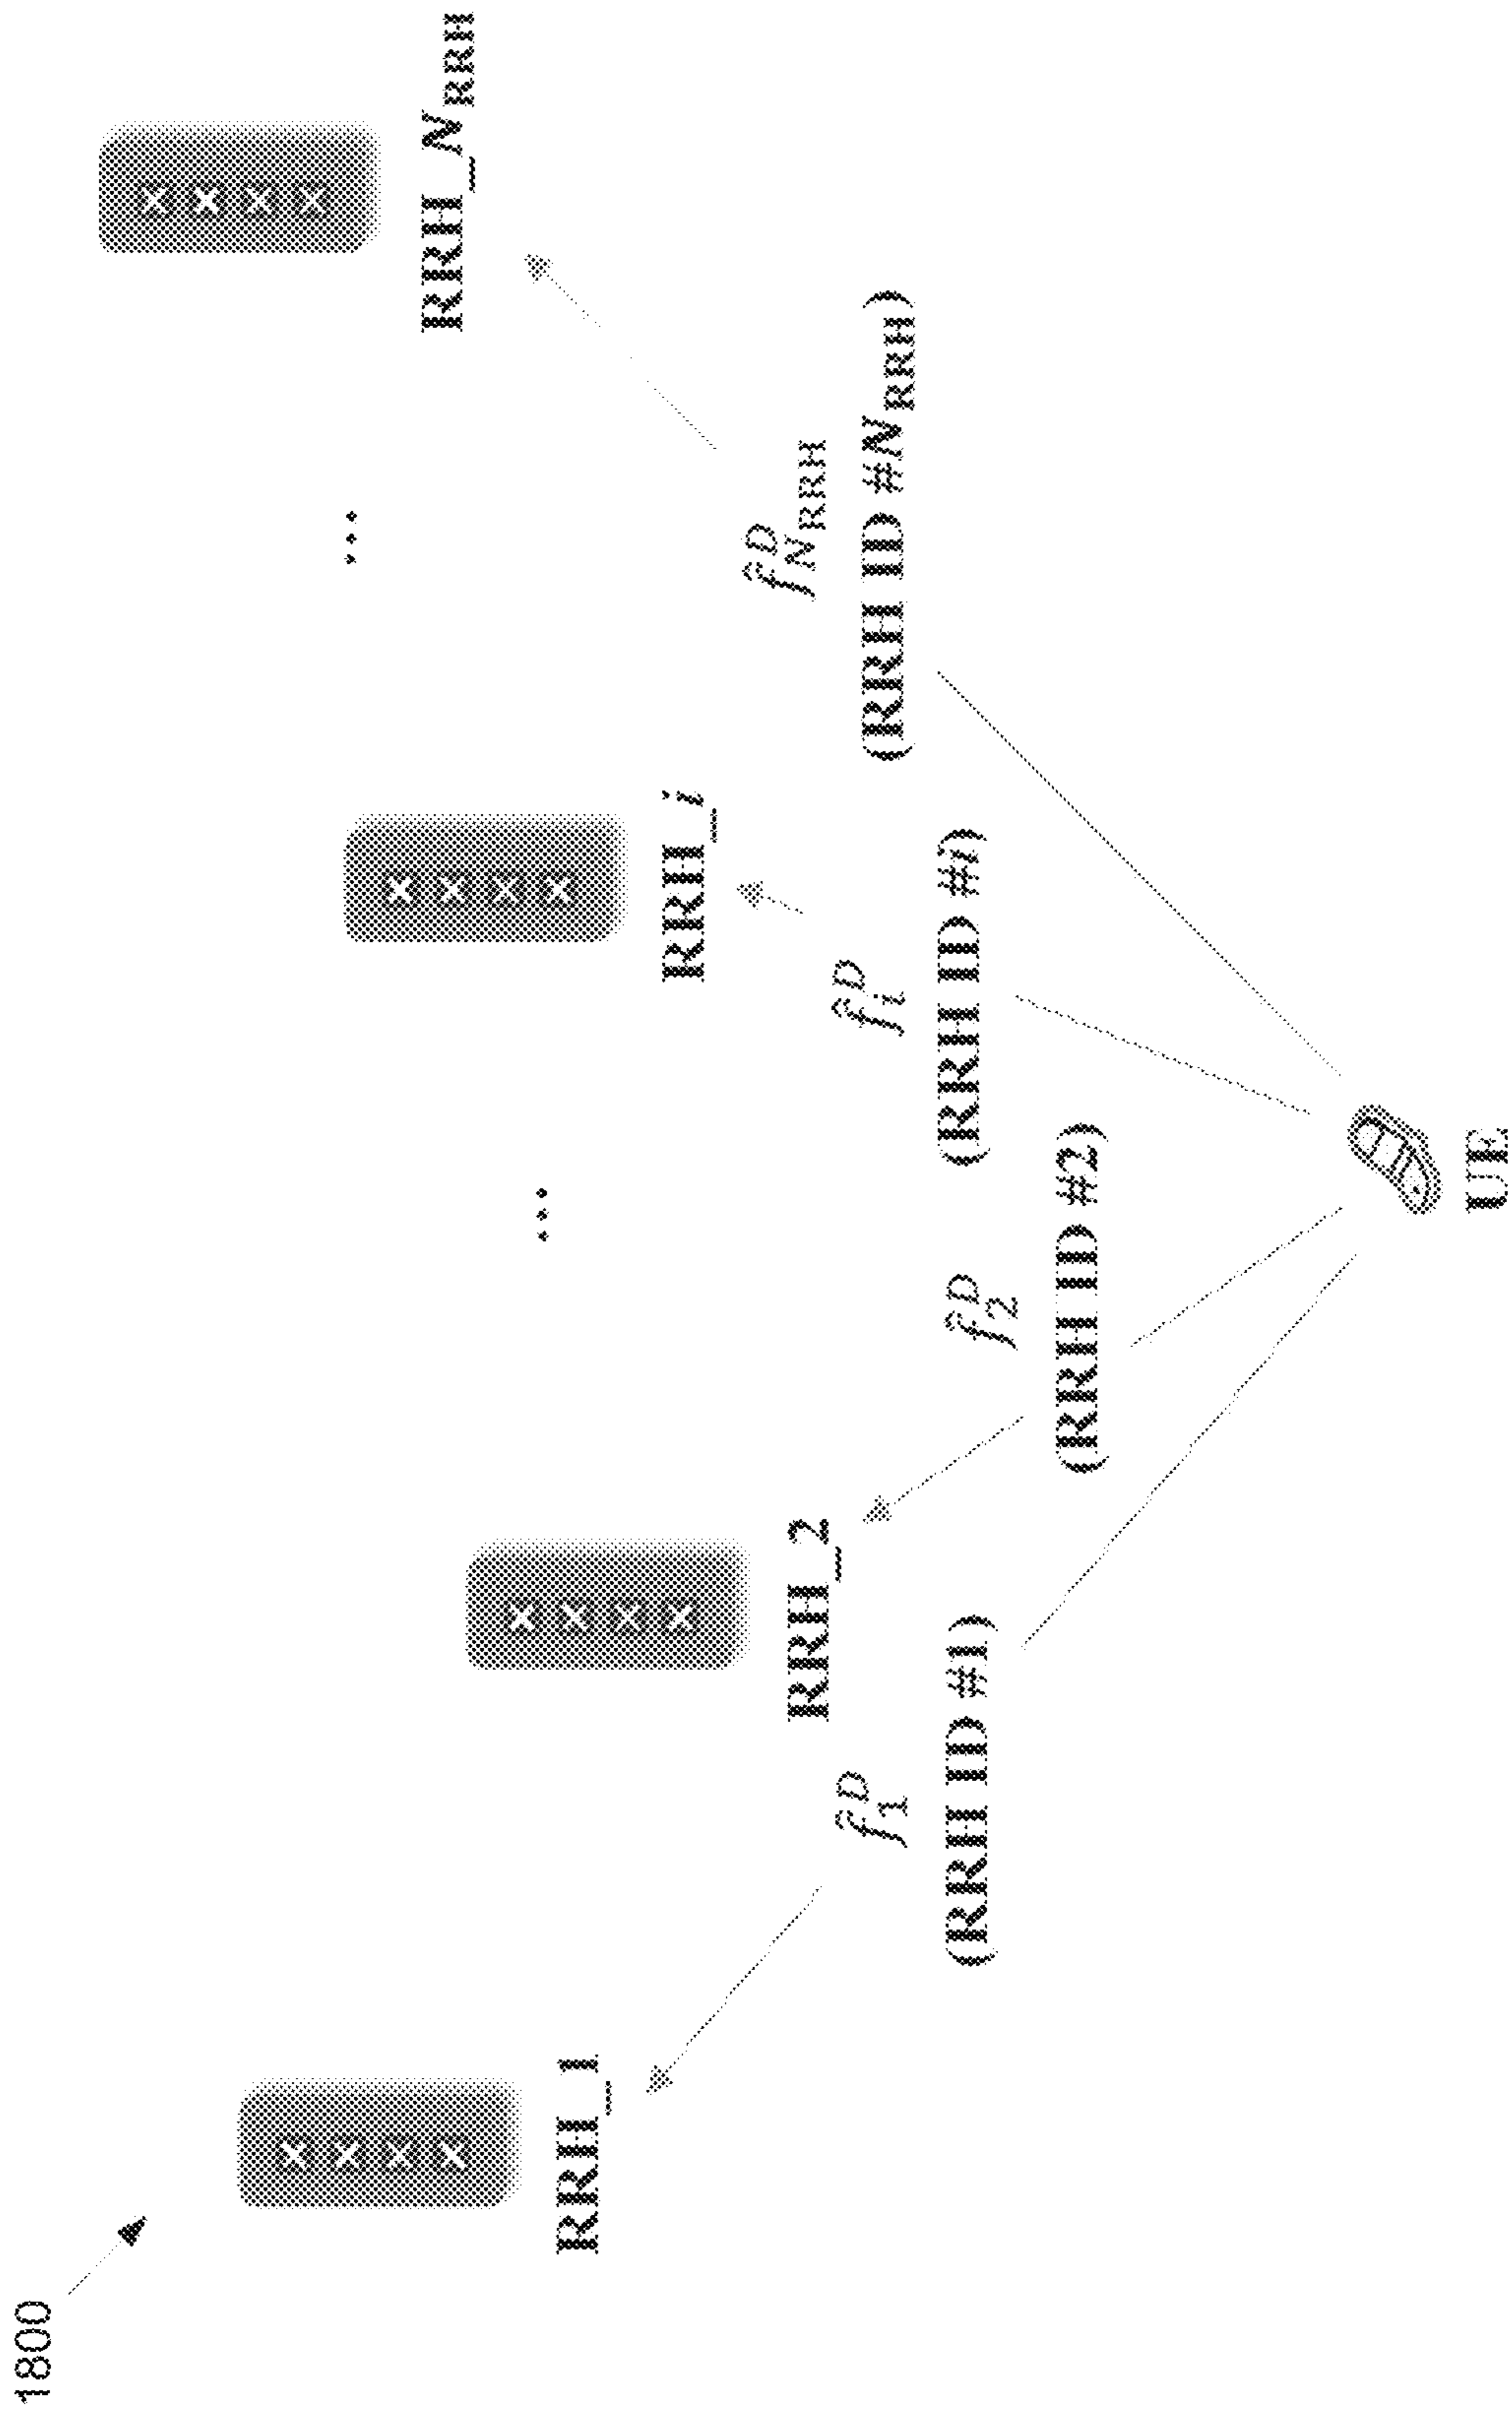 1800
RRH_1
RRH_2
...
RRH_i
...
RRH_N_RRH
f̂_1^D
(RRH ID #1)
f̂_2^D
(RRH ID #2)
f̂_i^D
(RRH ID #i)
f̂_{N_RRH}^D
(RRH ID #N_RRH)
UE